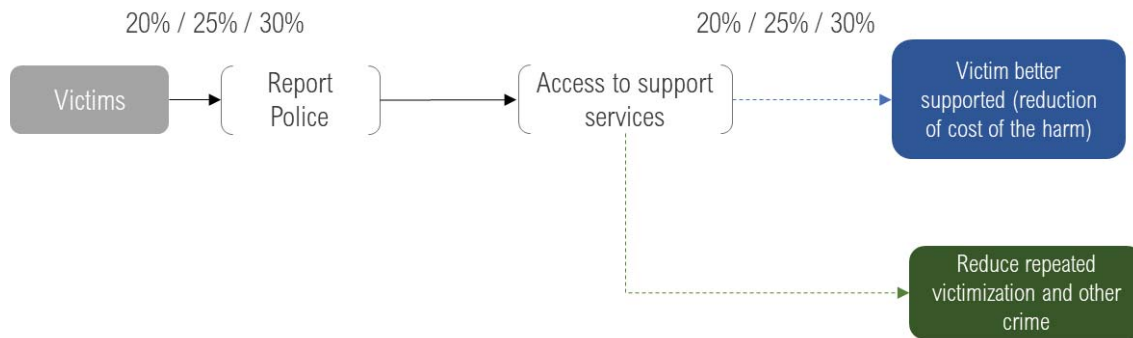 20% / 25% / 30%
20% / 25% / 30%
Victims
Report
Police
Access to support
services
Victim better
supported (reduction
of cost of the harm)
Reduce repeated
victimization and other
crime